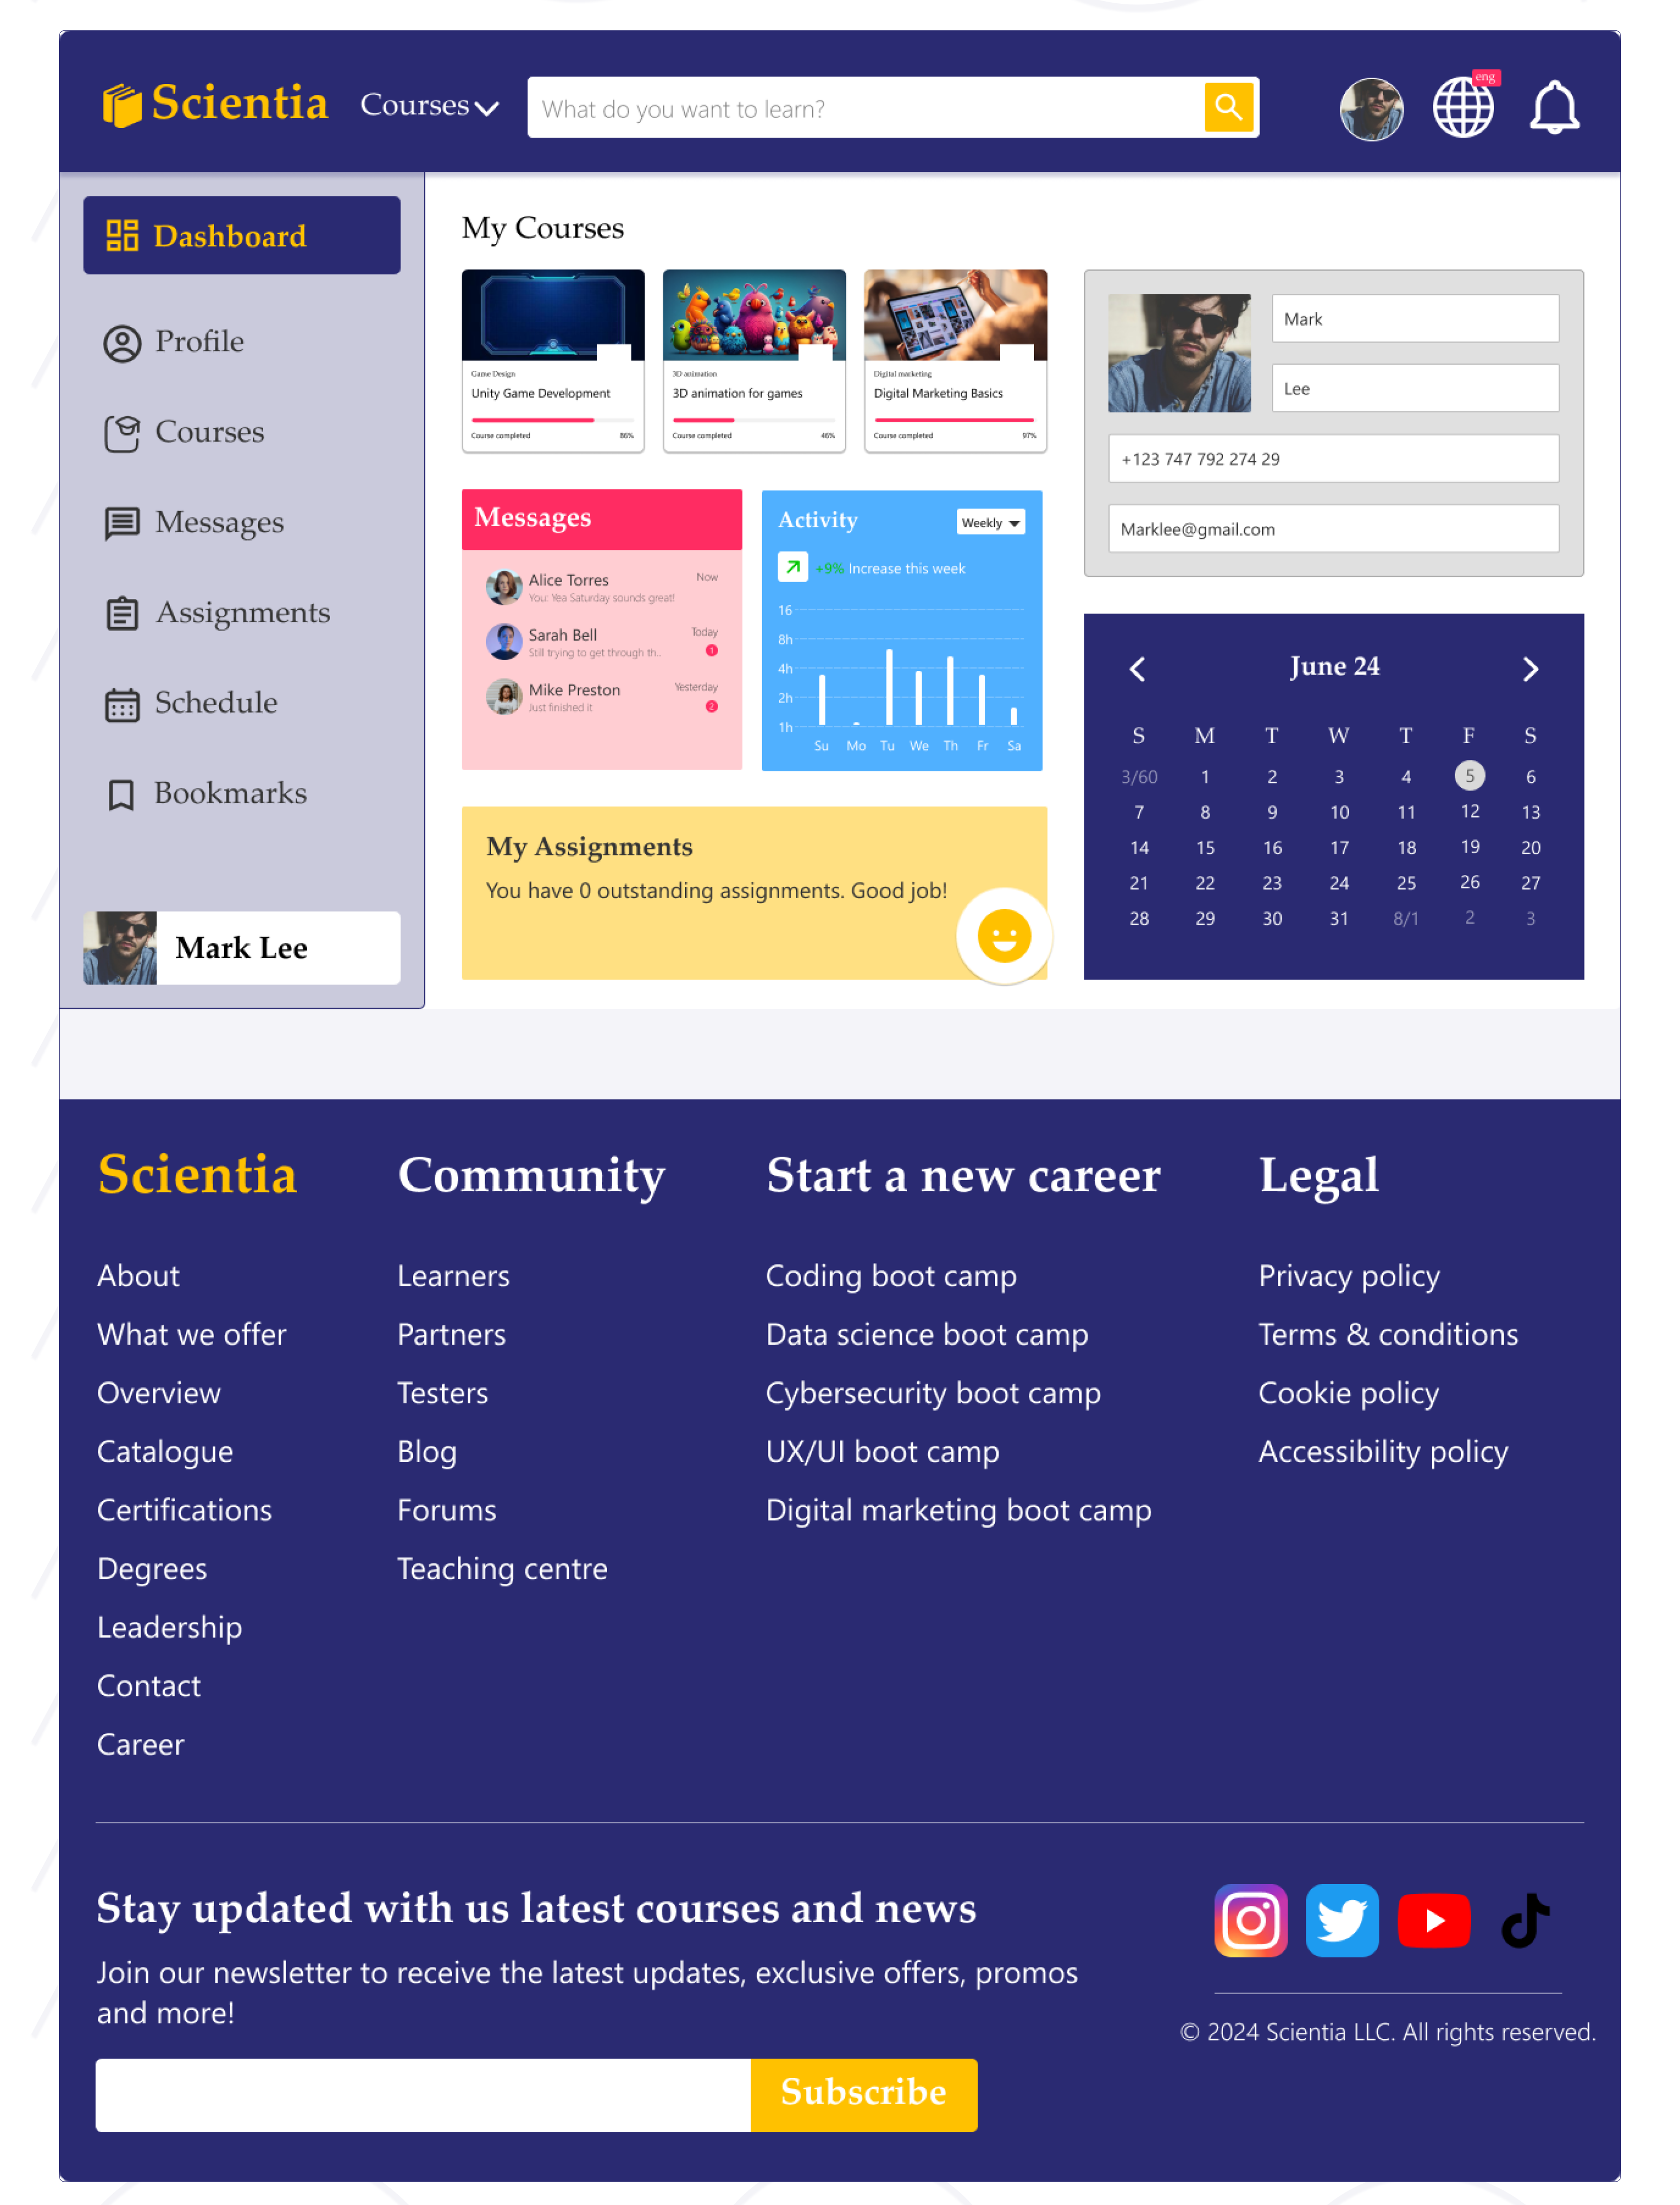 Scientia
Courses
What do you want to learn?
eng
Dashboard
Profile
Courses
Messages
Assignments
Schedule
Bookmarks
Mark Lee
My Courses
Game Design
Unity Game Development
Course completed 86%
3D animation
3D animation for games
Course completed 46%
Digital marketing
Digital Marketing Basics
Course completed 97%
Mark
Lee
+123 747 792 274 29
Marklee@gmail.com
Messages
Alice Torres Now
You: Yea Saturday sounds great!
Sarah Bell Today
Still trying to get through th.. 1
Mike Preston Yesterday
Just finished it 2
Activity Weekly
+9% Increase this week
16
8h
4h
2h
1h
Su Mo Tu We Th Fr Sa
June 24
S M T W T F S
3/60 1 2 3 4 5 6
7 8 9 10 11 12 13
14 15 16 17 18 19 20
21 22 23 24 25 26 27
28 29 30 31 8/1 2 3
My Assignments
You have 0 outstanding assignments. Good job!
Scientia
About
What we offer
Overview
Catalogue
Certifications
Degrees
Leadership
Contact
Career
Community
Learners
Partners
Testers
Blog
Forums
Teaching centre
Start a new career
Coding boot camp
Data science boot camp
Cybersecurity boot camp
UX/UI boot camp
Digital marketing boot camp
Legal
Privacy policy
Terms & conditions
Cookie policy
Accessibility policy
Stay updated with us latest courses and news
Join our newsletter to receive the latest updates, exclusive offers, promos
and more!
Subscribe
© 2024 Scientia LLC. All rights reserved.